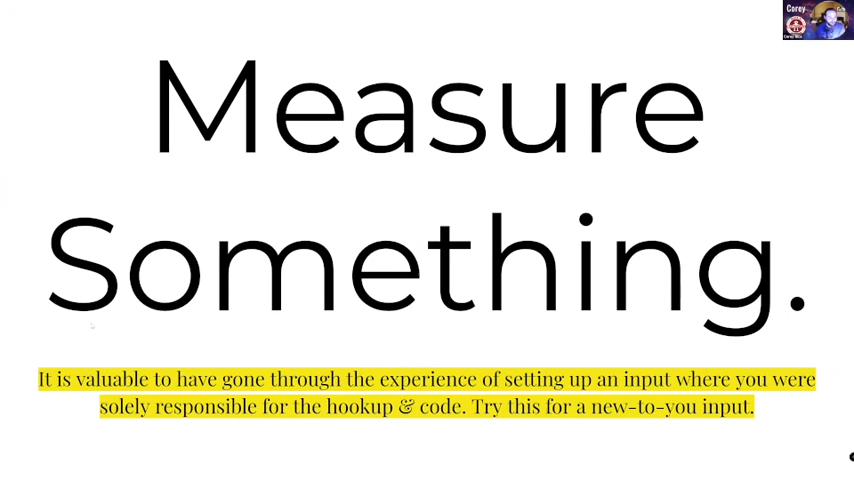 Corey
Measure
Something.
It is valuable to have gone through the experience of setting up an input where you were
solely responsible for the hookup & code. Try this for a new-to-you input.